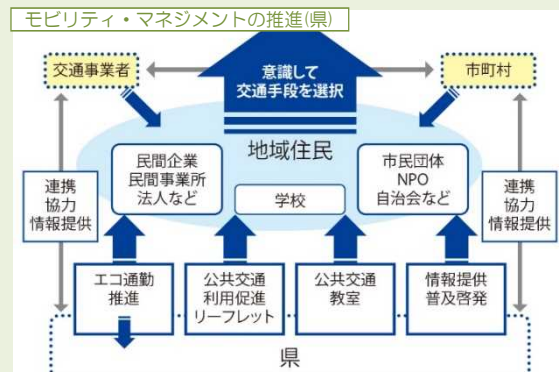 モビリティ・マネジメントの推進(県)
意識して
交通手段を選択
交通事業者
市町村
地域住民
民間企業
民間事業所
法人など
学校
市民団体
NPO
自治会など
連携
協力
情報提供
連携
協力
情報提供
エコ通勤
推進
公共交通
利用促進
リーフレット
公共交通
教室
情報提供
普及啓発
県